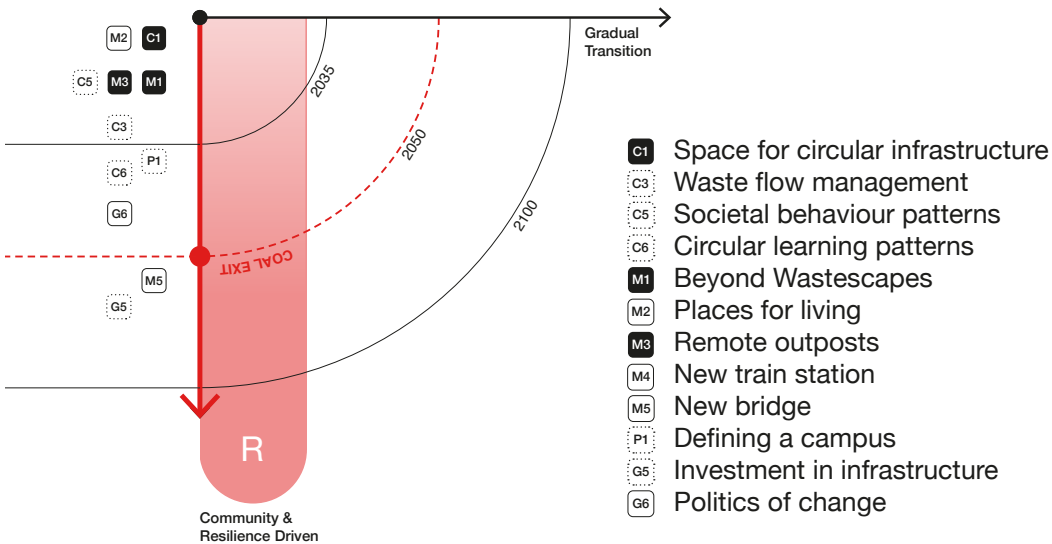 Gradual
Transition
M2 C1
C5 M3 M1
2035
C3
2050
P1
C6
2100
G6
COAL EXIT
M5
G5
R
Community &
Resilience Driven
C1 Space for circular infrastructure
C3 Waste flow management
C5 Societal behaviour patterns
C6 Circular learning patterns
M1 Beyond Wastescapes
M2 Places for living
M3 Remote outposts
M4 New train station
M5 New bridge
P1 Defining a campus
G5 Investment in infrastructure
G6 Politics of change